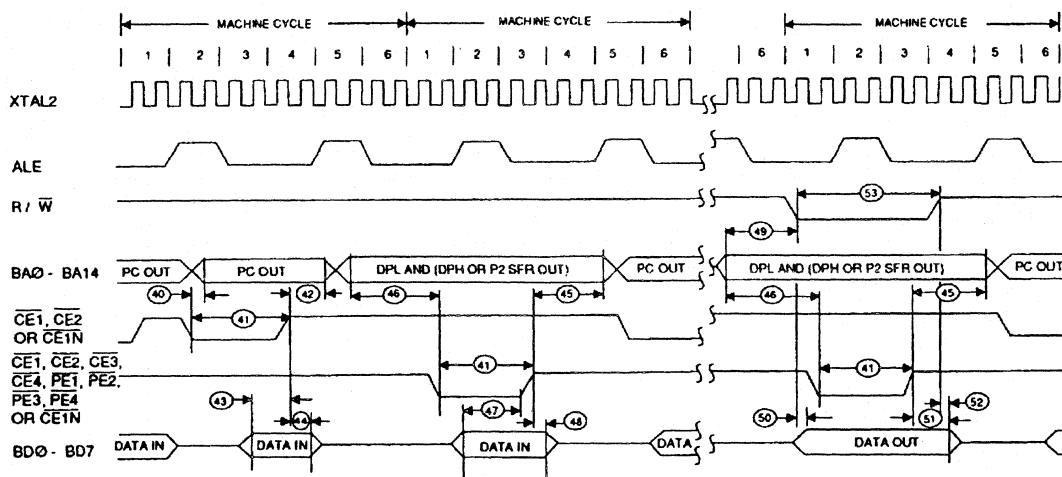 MACHINE CYCLE MACHINE CYCLE MACHINE CYCLE
1 2 3 4 5 6 1 2 3 4 5 6 6 1 2 3 4 5 6
XTAL2
ALE
R / W
53
49
BAØ - BA14 PC OUT PC OUT DPL AND (DPH OR P2 SFR OUT) PC OUT DPL AND (DPH OR P2 SFR OUT) PC OUT
40 42 46 45 46 45
CE1, CE2
OR CE1N
41
CE1, CE2, CE3,
CE4, PE1, PE2,
PE3, PE4
OR CE1N
41 41
43 44 47 48 50 51 52
BDØ - BD7 DATA IN DATA IN DATA IN DATA DATA OUT